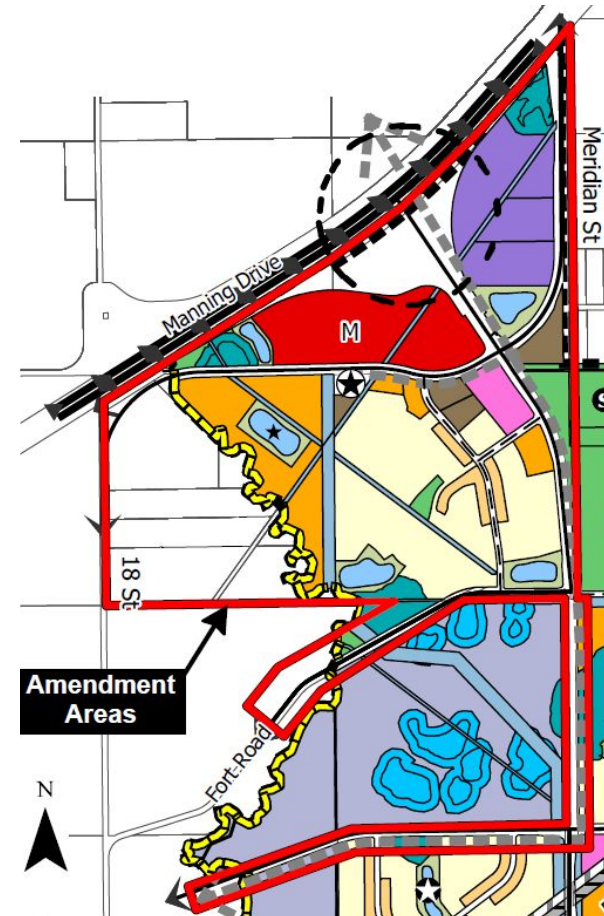 Meridian St
Manning Drive
M
18 St
Amendment
Areas
Fort Road
N